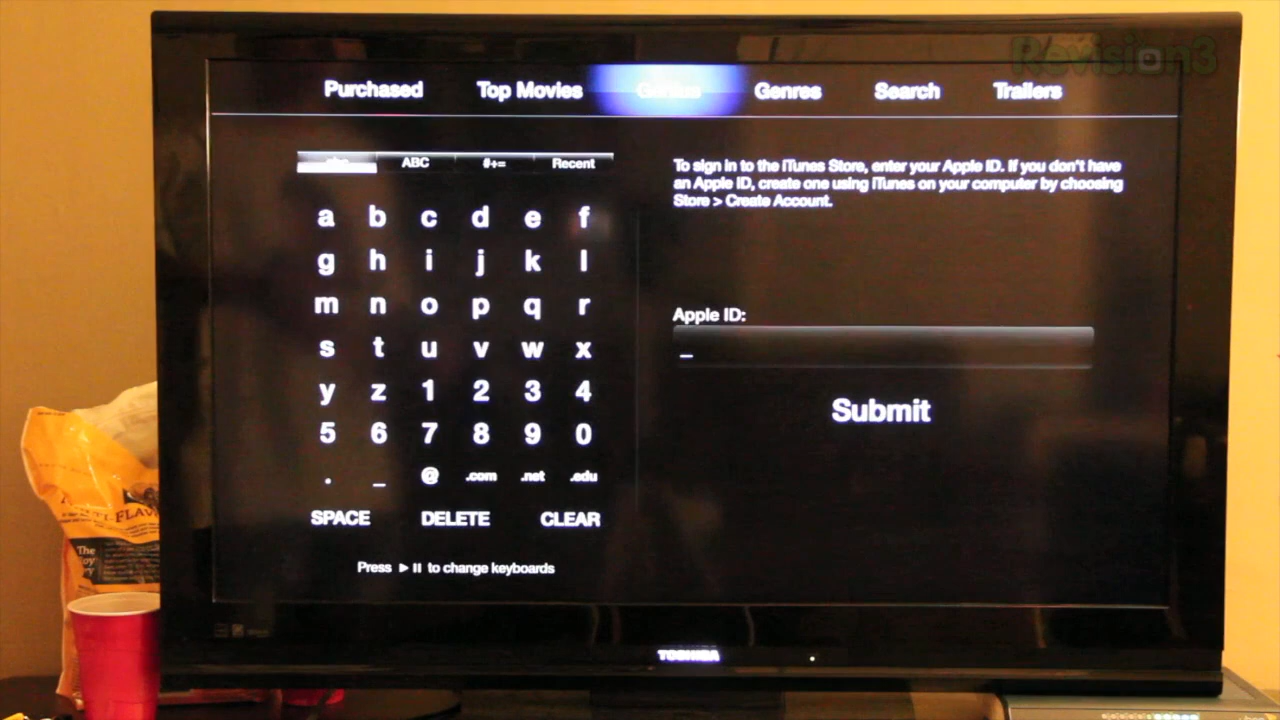 Revision3
Purchased Top Movies Genius Genres Search Trailers
abc ABC #+= Recent
a b c d e f
g h i j k l
m n o p q r
s t u v w x
y z 1 2 3 4
5 6 7 8 9 0
. _ @ .com .net .edu
SPACE DELETE CLEAR
Press ►II to change keyboards
To sign in to the iTunes Store, enter your Apple ID. If you don't have
an Apple ID, create one using iTunes on your computer by choosing
Store > Create Account.
Apple ID:
_
Submit
TOSHIBA
The